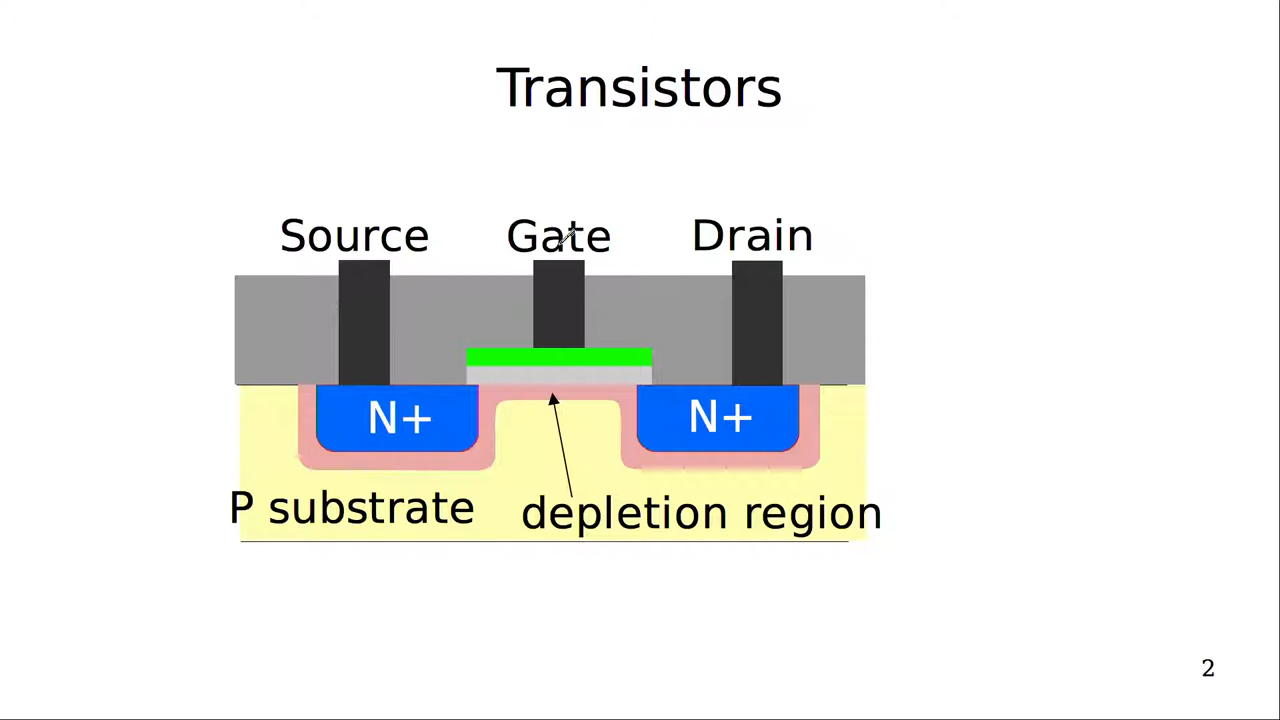 Transistors
Source Gate Drain
N+ N+
P substrate depletion region
2